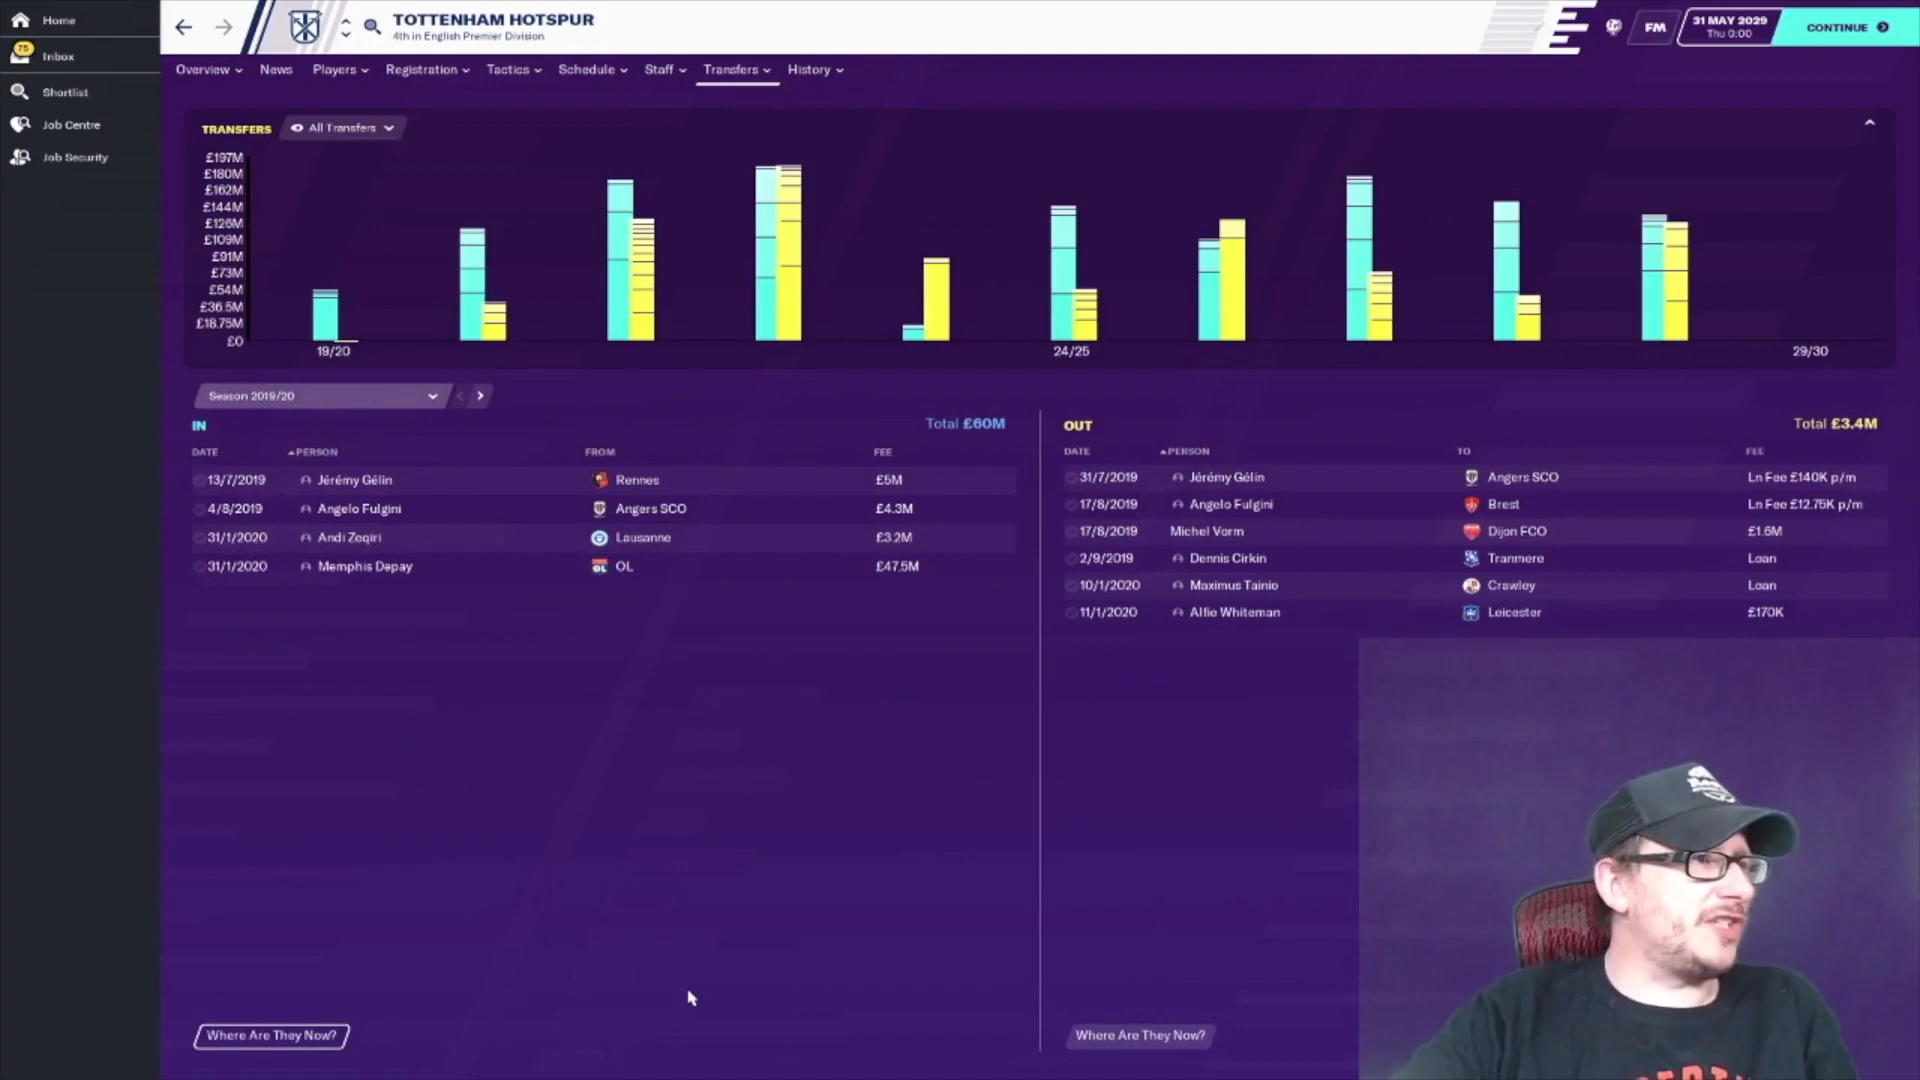 Home
75
Inbox
Shortlist
Job Centre
Job Security
TOTTENHAM HOTSPUR
4th in English Premier Division
FM
31 MAY 2029
Thu 0:00
CONTINUE
Overview News Players Registration Tactics Schedule Staff Transfers History
TRANSFERS All Transfers
£197M
£180M
£162M
£144M
£126M
£109M
£91M
£73M
£54M
£36.5M
£18.75M
£0
19/20 24/25 29/30
Season 2019/20
IN Total £60M
DATE PERSON FROM FEE
13/7/2019 Jérémy Gélin Rennes £5M
4/8/2019 Angelo Fulgini Angers SCO £4.3M
31/1/2020 Andi Zeqiri Lausanne £3.2M
31/1/2020 Memphis Depay OL £47.5M
Where Are They Now?
OUT Total £3.4M
DATE PERSON TO FEE
31/7/2019 Jérémy Gélin Angers SCO Ln Fee £140K p/m
17/8/2019 Angelo Fulgini Brest Ln Fee £12.75K p/m
17/8/2019 Michel Vorm Dijon FCO £1.6M
2/9/2019 Dennis Cirkin Tranmere Loan
10/1/2020 Maximus Tainio Crawley Loan
11/1/2020 Alfie Whiteman Leicester £170K
Where Are They Now?